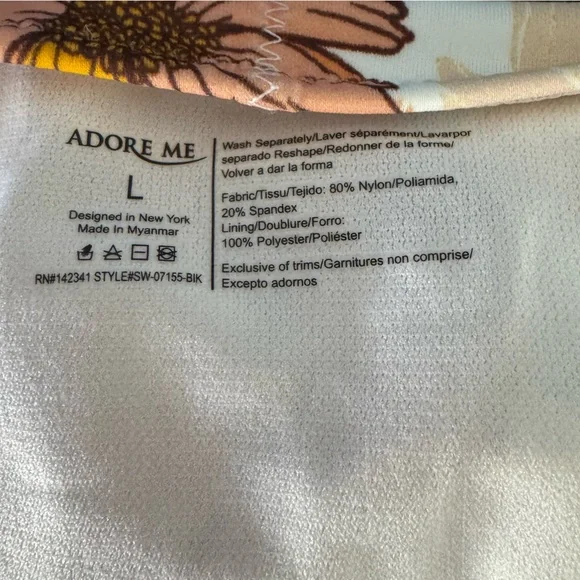 ADORE ME
L
Designed in New York
Made In Myanmar
RN#142341 STYLE#SW-07155-BIK
Wash Separately/Laver séparément/Lavarpor
separado Reshape/Redonner de la forme/
Volver a dar la forma
Fabric/Tissu/Tejido: 80% Nylon/Poliamida,
20% Spandex
Lining/Doublure/Forro:
100% Polyester/Poliéster
Exclusive of trims/Garnitures non comprise/
Excepto adornos